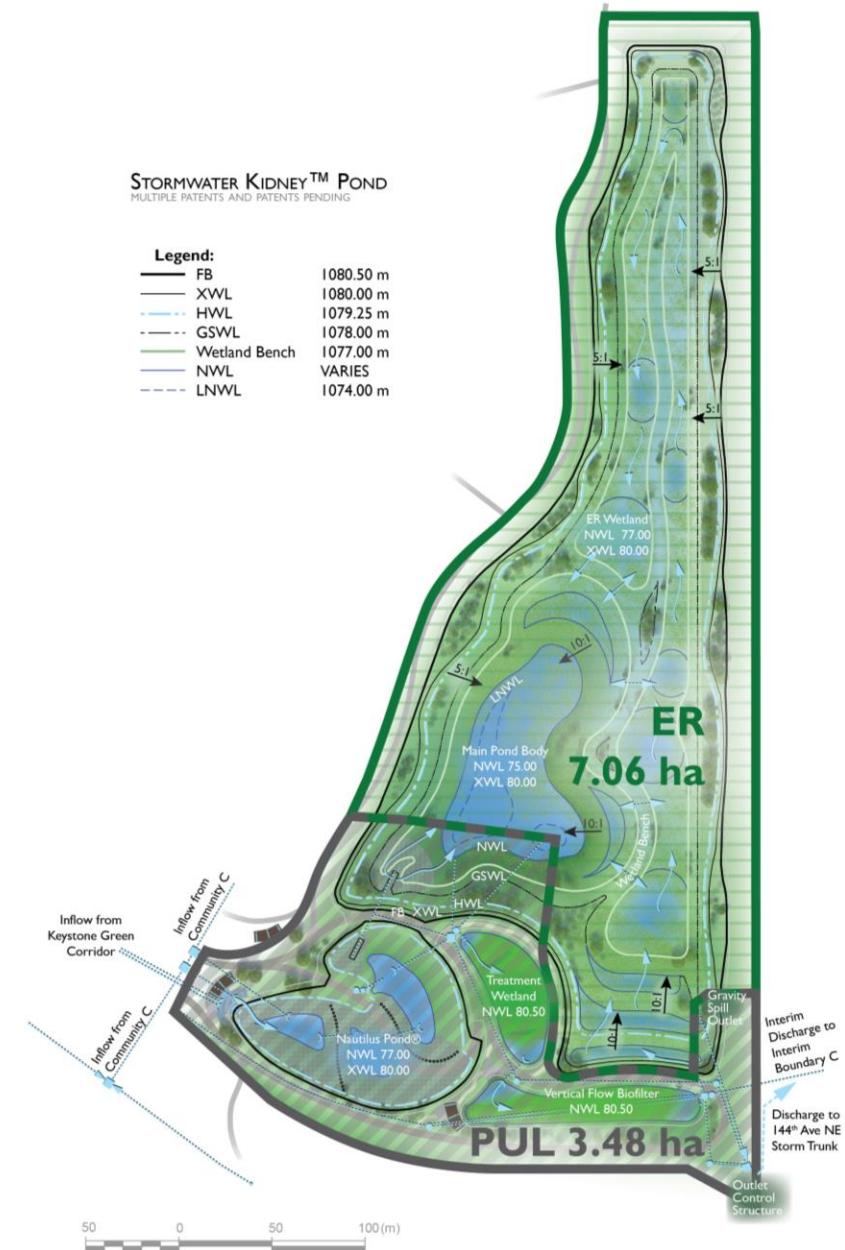 STORMWATER KIDNEY™ POND
MULTIPLE PATENTS AND PATENTS PENDING
Legend:
FB 1080.50 m
XWL 1080.00 m
HWL 1079.25 m
GSWL 1078.00 m
Wetland Bench 1077.00 m
NWL VARIES
LNWL 1074.00 m
5:1
5:1
5:1
ER Wetland
NWL 77.00
XWL 80.00
10:1
5:1
LNWL
ER
7.06 ha
Main Pond Body
NWL 75.00
XWL 80.00
10:1
NWL
Wetland Bench
GSWL
HWL
FB XWL
Inflow from
Community C
Inflow from
Keystone Green
Corridor
Inflow from
Community C
Treatment
Wetland
NWL 80.50
10:1
10:1
Gravity
Spill
Outlet
Nautilus Pond®
NWL 77.00
XWL 80.00
Interim
Discharge to
Interim
Boundary C
Vertical Flow Biofilter
NWL 80.50
Discharge to
144th Ave NE
Storm Trunk
PUL 3.48 ha
Outlet
Control
Structure
50 0 50 100(m)